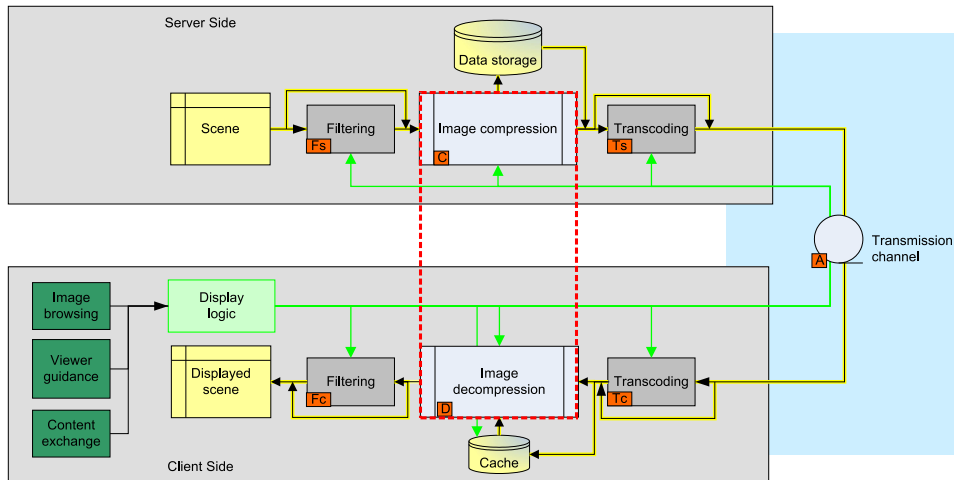 Server Side
Data storage
Scene
Filtering
Fs
Image compression
C
Transcoding
Ts
Transmission
channel
A
Image
browsing
Display
logic
Viewer
guidance
Displayed
scene
Filtering
Fc
Image
decompression
D
Transcoding
Tc
Content
exchange
Cache
Client Side